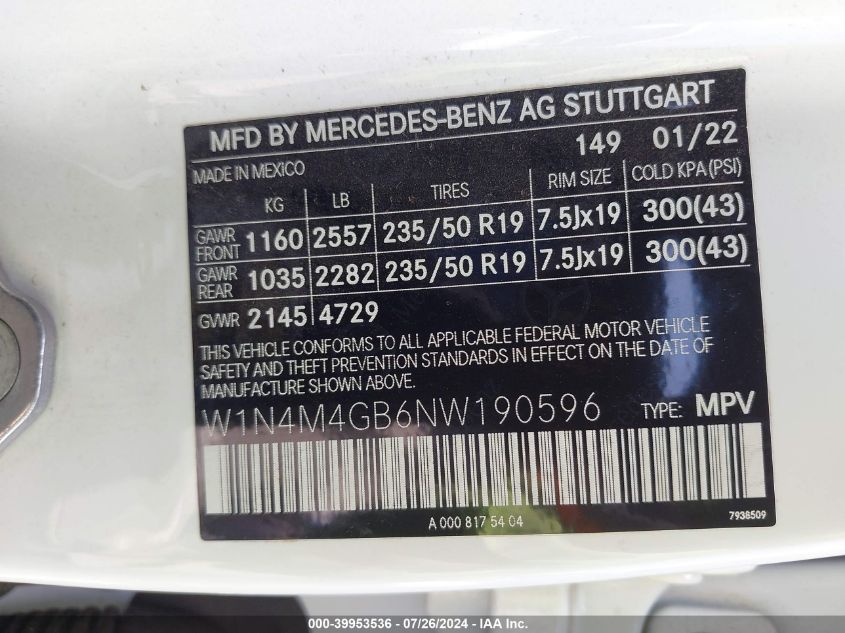 MFD BY MERCEDES-BENZ AG STUTTGART
149 01/22
MADE IN MEXICO
KG LB TIRES RIM SIZE COLD KPA (PSI)
GAWR FRONT 1160 2557 235/50 R19 7.5Jx19 300(43)
GAWR REAR 1035 2282 235/50 R19 7.5Jx19 300(43)
GVWR 2145 4729
THIS VEHICLE CONFORMS TO ALL APPLICABLE FEDERAL MOTOR VEHICLE
SAFETY AND THEFT PREVENTION STANDARDS IN EFFECT ON THE DATE OF
MANUFACTURE SHOWN ABOVE.
W1N4M4GB6NW190596 TYPE: MPV
A 000 817 54 04 7938509
000-39953536 - 07/26/2024 - IAA Inc.